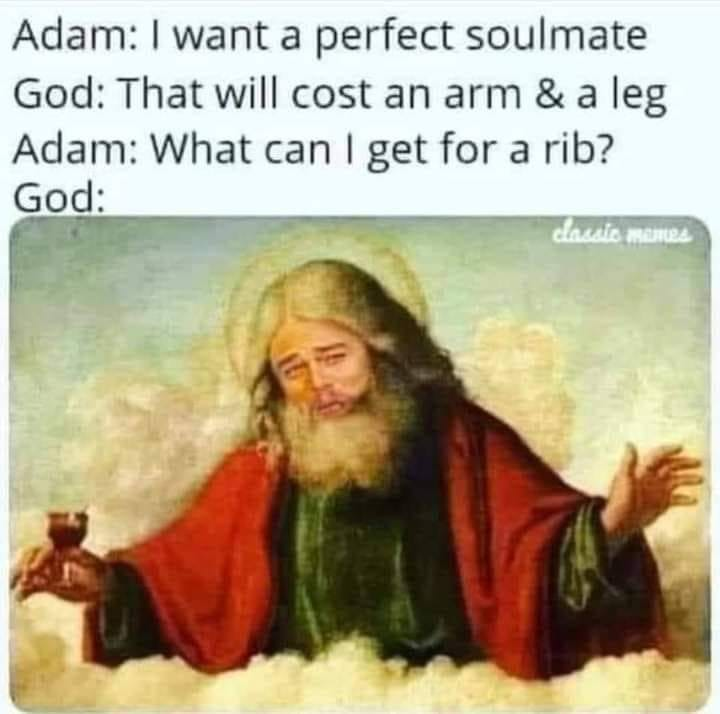 Adam: I want a perfect soulmate
God: That will cost an arm & a leg
Adam: What can I get for a rib?
God:
classic memes